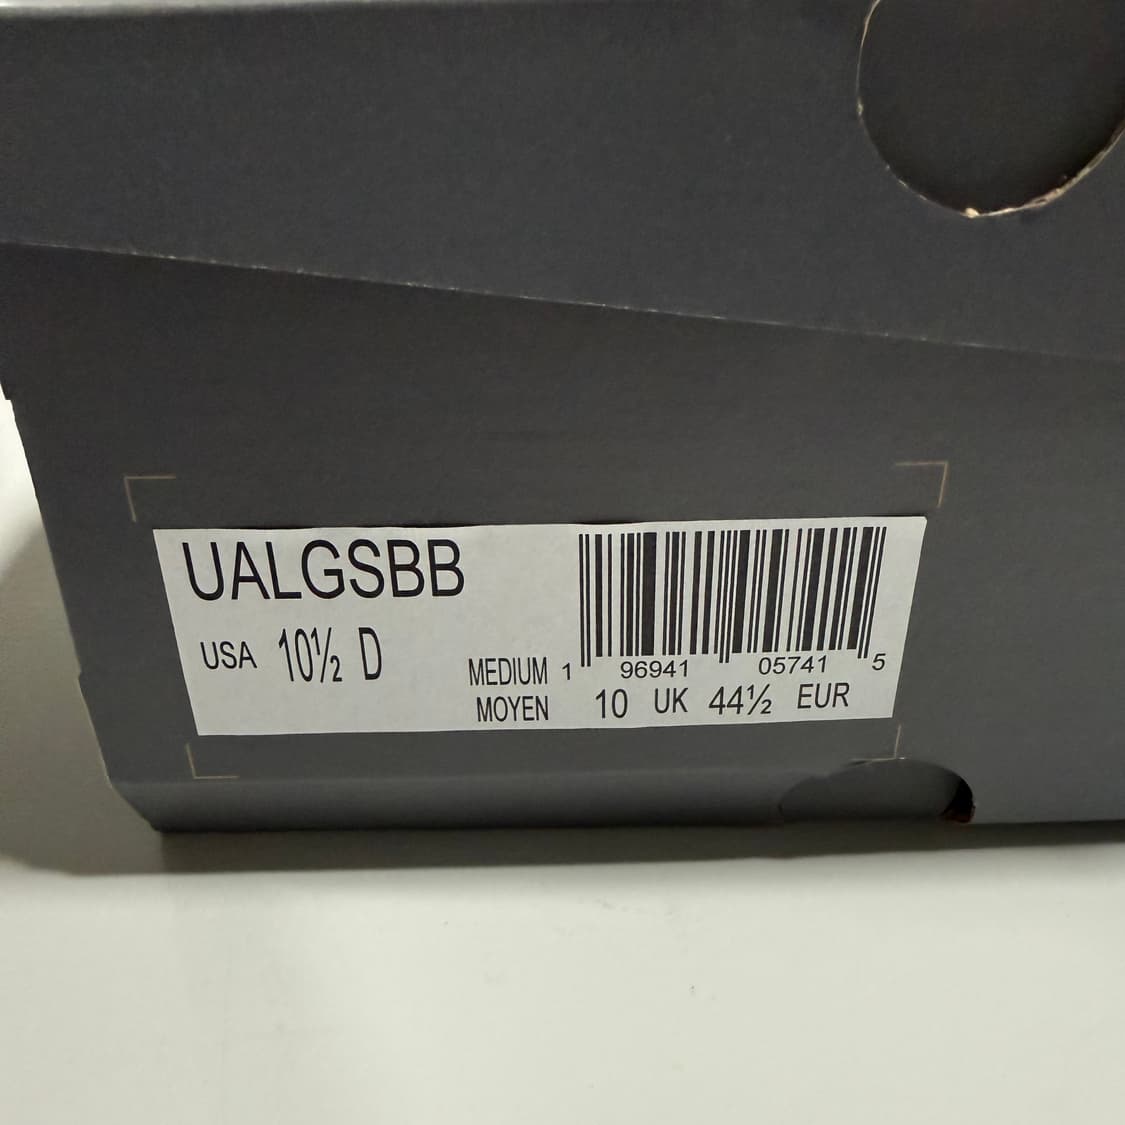 UALGSBB
USA 10½ D
1 96941 05741 5
MEDIUM
MOYEN 10 UK 44½ EUR